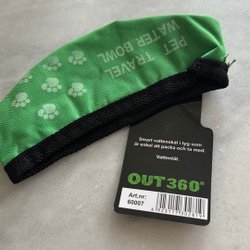 PET TRAVEL
WATER BOWL
Smart vattenskål i tyg som
är enkel att packa och ta med.
Vattentät.
OUT360®
Art.nr:
60007